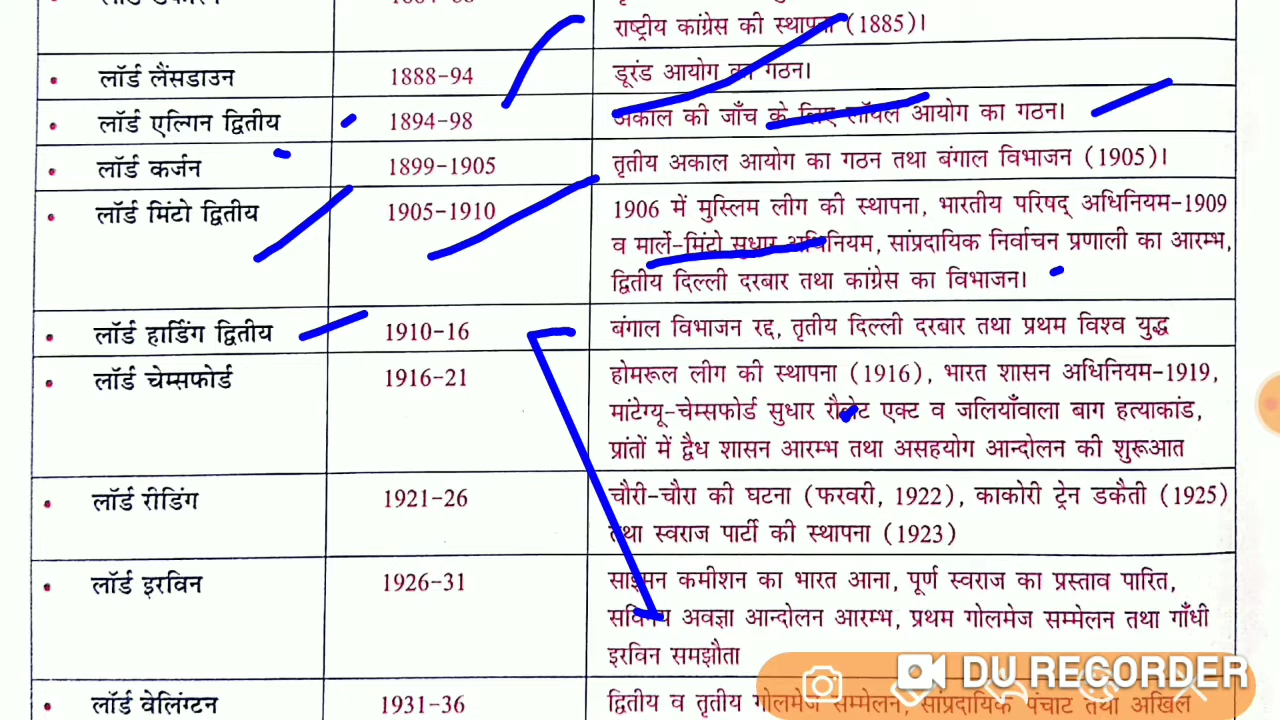 राष्ट्रीय कांग्रेस की स्थापना (1885)।
• लॉर्ड लैंसडाउन 1888-94 डूरंड आयोग का गठन।
• लॉर्ड एल्गिन द्वितीय 1894-98 अकाल की जाँच के लिए लॉयल आयोग का गठन।
• लॉर्ड कर्जन 1899-1905 तृतीय अकाल आयोग का गठन तथा बंगाल विभाजन (1905)।
• लॉर्ड मिंटो द्वितीय 1905-1910 1906 में मुस्लिम लीग की स्थापना, भारतीय परिषद् अधिनियम-1909
व मार्ले-मिंटो सुधार अधिनियम, सांप्रदायिक निर्वाचन प्रणाली का आरम्भ,
द्वितीय दिल्ली दरबार तथा कांग्रेस का विभाजन।
• लॉर्ड हार्डिंग द्वितीय 1910-16 बंगाल विभाजन रद्द, तृतीय दिल्ली दरबार तथा प्रथम विश्व युद्ध
• लॉर्ड चेम्सफोर्ड 1916-21 होमरूल लीग की स्थापना (1916), भारत शासन अधिनियम-1919,
मांटेग्यू-चेम्सफोर्ड सुधार रौलेट एक्ट व जलियाँवाला बाग हत्याकांड,
प्रांतों में द्वैध शासन आरम्भ तथा असहयोग आन्दोलन की शुरूआत
• लॉर्ड रीडिंग 1921-26 चौरी-चौरा की घटना (फरवरी, 1922), काकोरी ट्रेन डकैती (1925)
तथा स्वराज पार्टी की स्थापना (1923)
• लॉर्ड इरविन 1926-31 साइमन कमीशन का भारत आना, पूर्ण स्वराज का प्रस्ताव पारित,
सविनय अवज्ञा आन्दोलन आरम्भ, प्रथम गोलमेज सम्मेलन तथा गाँधी
इरविन समझौता
• लॉर्ड वेलिंग्टन 1931-36 द्वितीय व तृतीय गोलमेज सम्मेलन, सांप्रदायिक पंचाट तथा अखिल
DU RECORDER